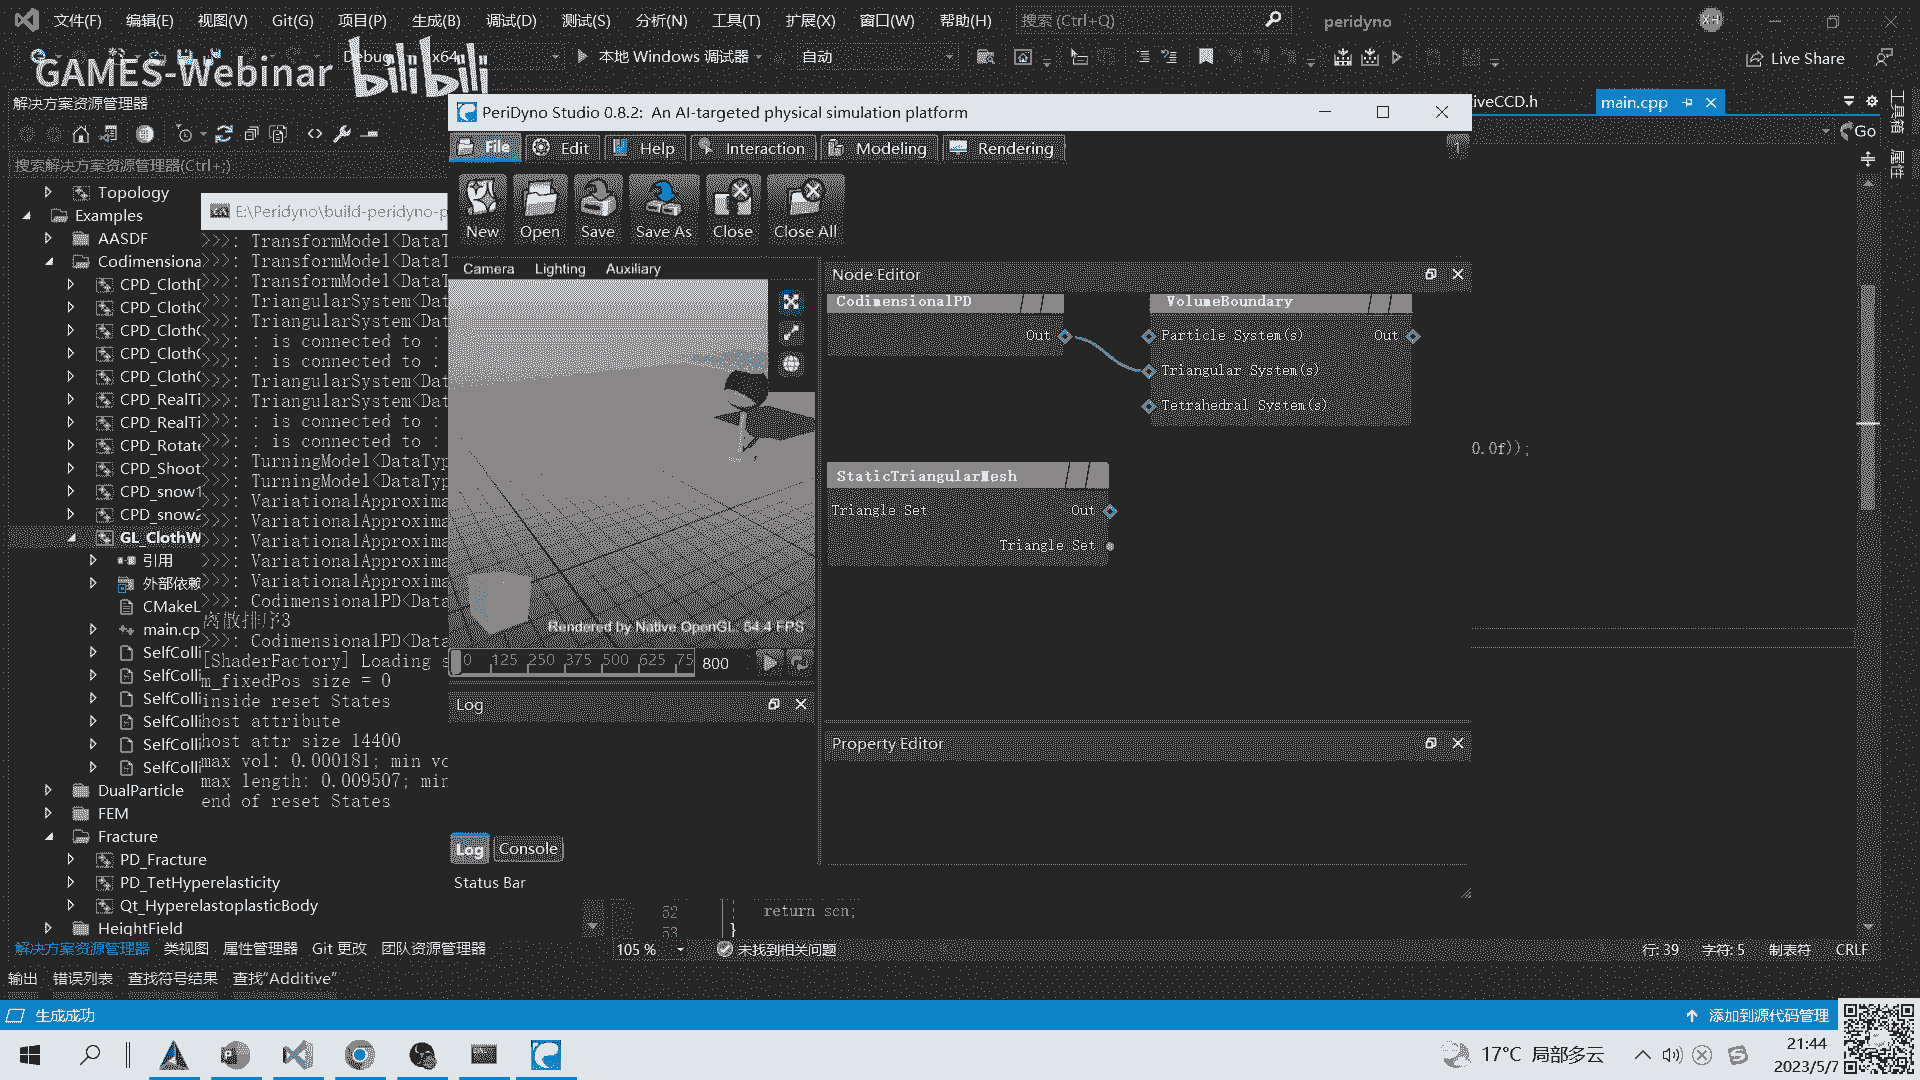 文件(F) 编辑(E) 视图(V) Git(G) 项目(P) 生成(B) 调试(D) 测试(S) 分析(N) 工具(T) 扩展(X) 窗口(W) 帮助(H) 搜索 (Ctrl+Q) peridyno XH
Debug x64 本地 Windows 调试器 自动 Live Share
GAMES-Webinar bilibili
解决方案资源管理器
搜索解决方案资源管理器(Ctrl+;)
Topology
Examples
AASDF
Codimensiona
CPD_Cloth
CPD_Cloth
CPD_Cloth
CPD_Cloth
CPD_Cloth
CPD_RealTi
CPD_RealTi
CPD_Rotate
CPD_Shoot
CPD_snow1
CPD_snow2
GL_ClothW
引用
外部依赖
CMakeL
main.cp
SelfColli
SelfColli
SelfColli
SelfColli
SelfColli
SelfColli
DualParticle
FEM
Fracture
PD_Fracture
PD_TetHyperelasticity
Qt_HyperelastoplasticBody
HeightField
解决方案资源管理器 类视图 属性管理器 Git 更改 团队资源管理器
输出 错误列表 查找符号结果 查找"Additive"
生成成功
E:\Peridyno\build-peridyno-p
>>>: TransformModel<DataT
>>>: TransformModel<DataT
>>>: TransformModel<DataT
>>>: TriangularSystem<Dat
>>>: TriangularSystem<Dat
>>>: : is connected to :
>>>: : is connected to :
>>>: TriangularSystem<Dat
>>>: TriangularSystem<Dat
>>>: : is connected to :
>>>: : is connected to :
>>>: TurningModel<DataTyp
>>>: TurningModel<DataTyp
>>>: VariationalApproxima
>>>: VariationalApproxima
>>>: VariationalApproxima
>>>: VariationalApproxima
>>>: VariationalApproxima
>>>: CodimensionalPD<Data
离散排序3
>>>: CodimensionalPD<Data
[ShaderFactory] Loading s
m_fixedPos size = 0
inside reset States
host attribute
host attr size 14400
max vol: 0.000181; min vo
max length: 0.009507; min
end of reset States
PeriDyno Studio 0.8.2: An AI-targeted physical simulation platform
File Edit Help Interaction Modeling Rendering
New Open Save Save As Close Close All
Camera Lighting Auxiliary
Rendered by Native OpenGL. 54.4 FPS
0 125 250 375 500 625 75 800
Log
Log Console
Status Bar
Node Editor
CodimensionalPD
Out
VolumeBoundary
Particle System(s) Out
Triangular System(s)
Tetrahedral System(s)
StaticTriangularMesh
Triangle Set Out
Triangle Set
Property Editor
iveCCD.h main.cpp
Go
工具箱
属性
0.0f));
52 return scn;
53 }
105 % 未找到相关问题 行: 39 字符: 5 制表符 CRLF
添加到源代码管理
17°C 局部多云
21:44
2023/5/7